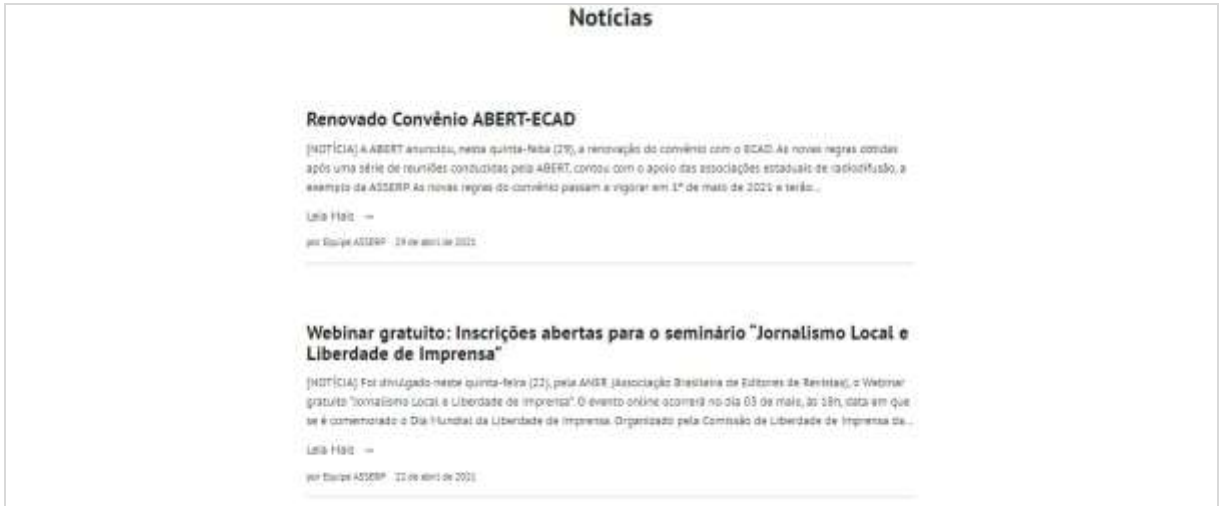 Notícias
Renovado Convênio ABERT-ECAD
[NOTÍCIA] A ABERT anunciou, nesta quinta-feira (29), a renovação do convênio com o ECAD. As novas regras obtidas
após uma série de reuniões conduzidas pela ABERT, contou com o apoio das associações estaduais de radiodifusão, a
exemplo da ASSERP. As novas regras do convênio passam a vigorar em 1º de maio de 2021 e terão...
Leia Mais →
por Equipe ASSERP 29 de abril de 2021
Webinar gratuito: Inscrições abertas para o seminário “Jornalismo Local e
Liberdade de Imprensa”
[NOTÍCIA] Foi divulgado neste quinta-feira (22), pela ANER (Associação Brasileira de Editores de Revistas), o Webinar
gratuito “Jornalismo Local e Liberdade de Imprensa”. O evento online ocorrerá no dia 03 de maio, às 18h, data em que
se é comemorado o Dia Mundial da Liberdade de Imprensa. Organizado pela Comissão de Liberdade de Imprensa da...
Leia Mais →
por Equipe ASSERP 22 de abril de 2021